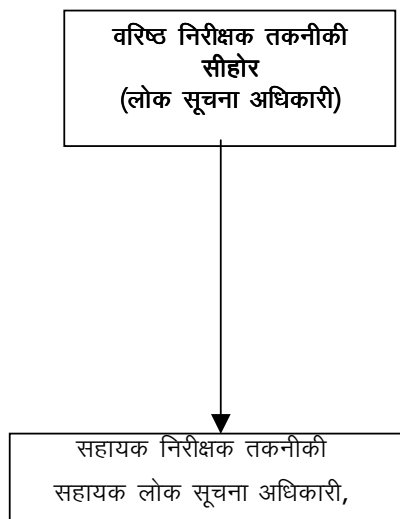 वरिष्ठ निरीक्षक तकनीकी
सीहोर
(लोक सूचना अधिकारी)
सहायक निरीक्षक तकनीकी
सहायक लोक सूचना अधिकारी,